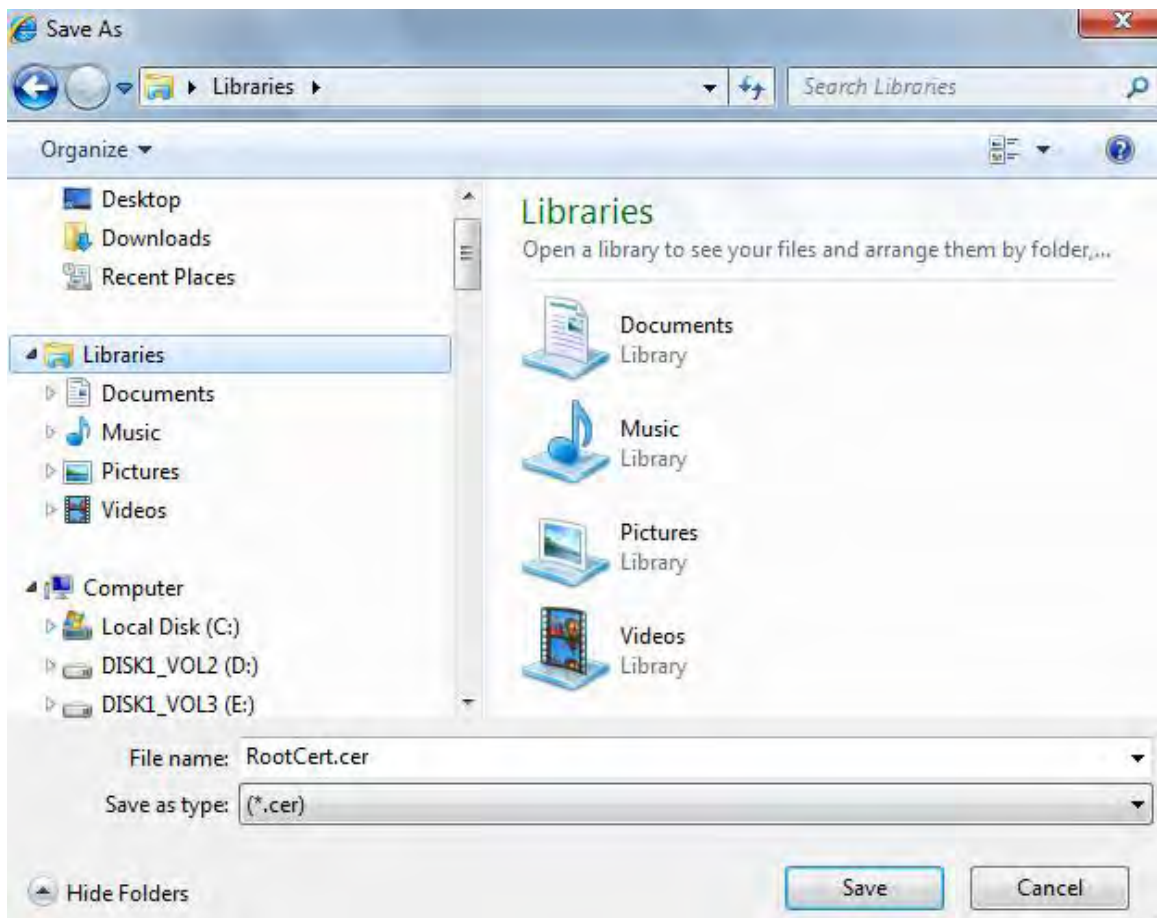 Save As
Libraries
Search Libraries
Organize
Desktop
Downloads
Recent Places
Libraries
Documents
Music
Pictures
Videos
Computer
Local Disk (C:)
DISK1_VOL2 (D:)
DISK1_VOL3 (E:)
Libraries
Open a library to see your files and arrange them by folder,...
Documents
Library
Music
Library
Pictures
Library
Videos
Library
File name: RootCert.cer
Save as type: (*.cer)
Hide Folders
Save
Cancel